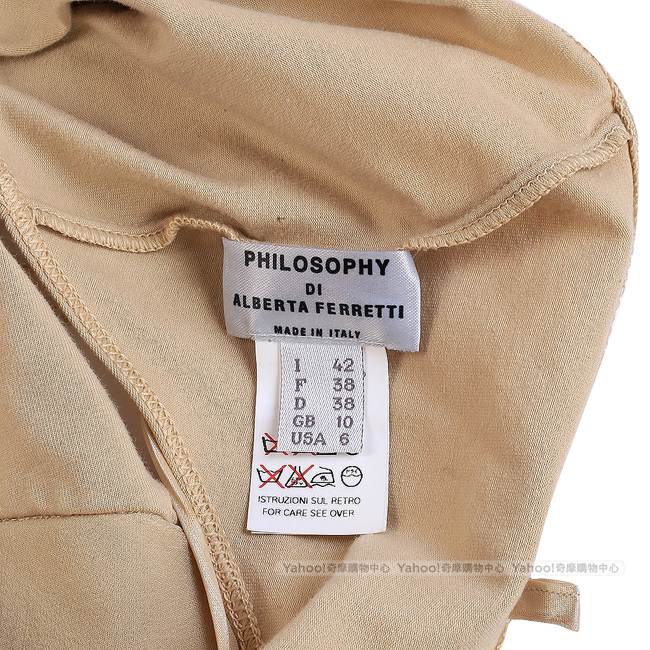 PHILOSOPHY
DI
ALBERTA FERRETTI
MADE IN ITALY
I 42
F 38
D 38
GB 10
USA 6
ISTRUZIONI SUL RETRO
FOR CARE SEE OVER
Yahoo!奇摩購物中心 Yahoo!奇摩購物中心 Yahoo!奇摩購物中心